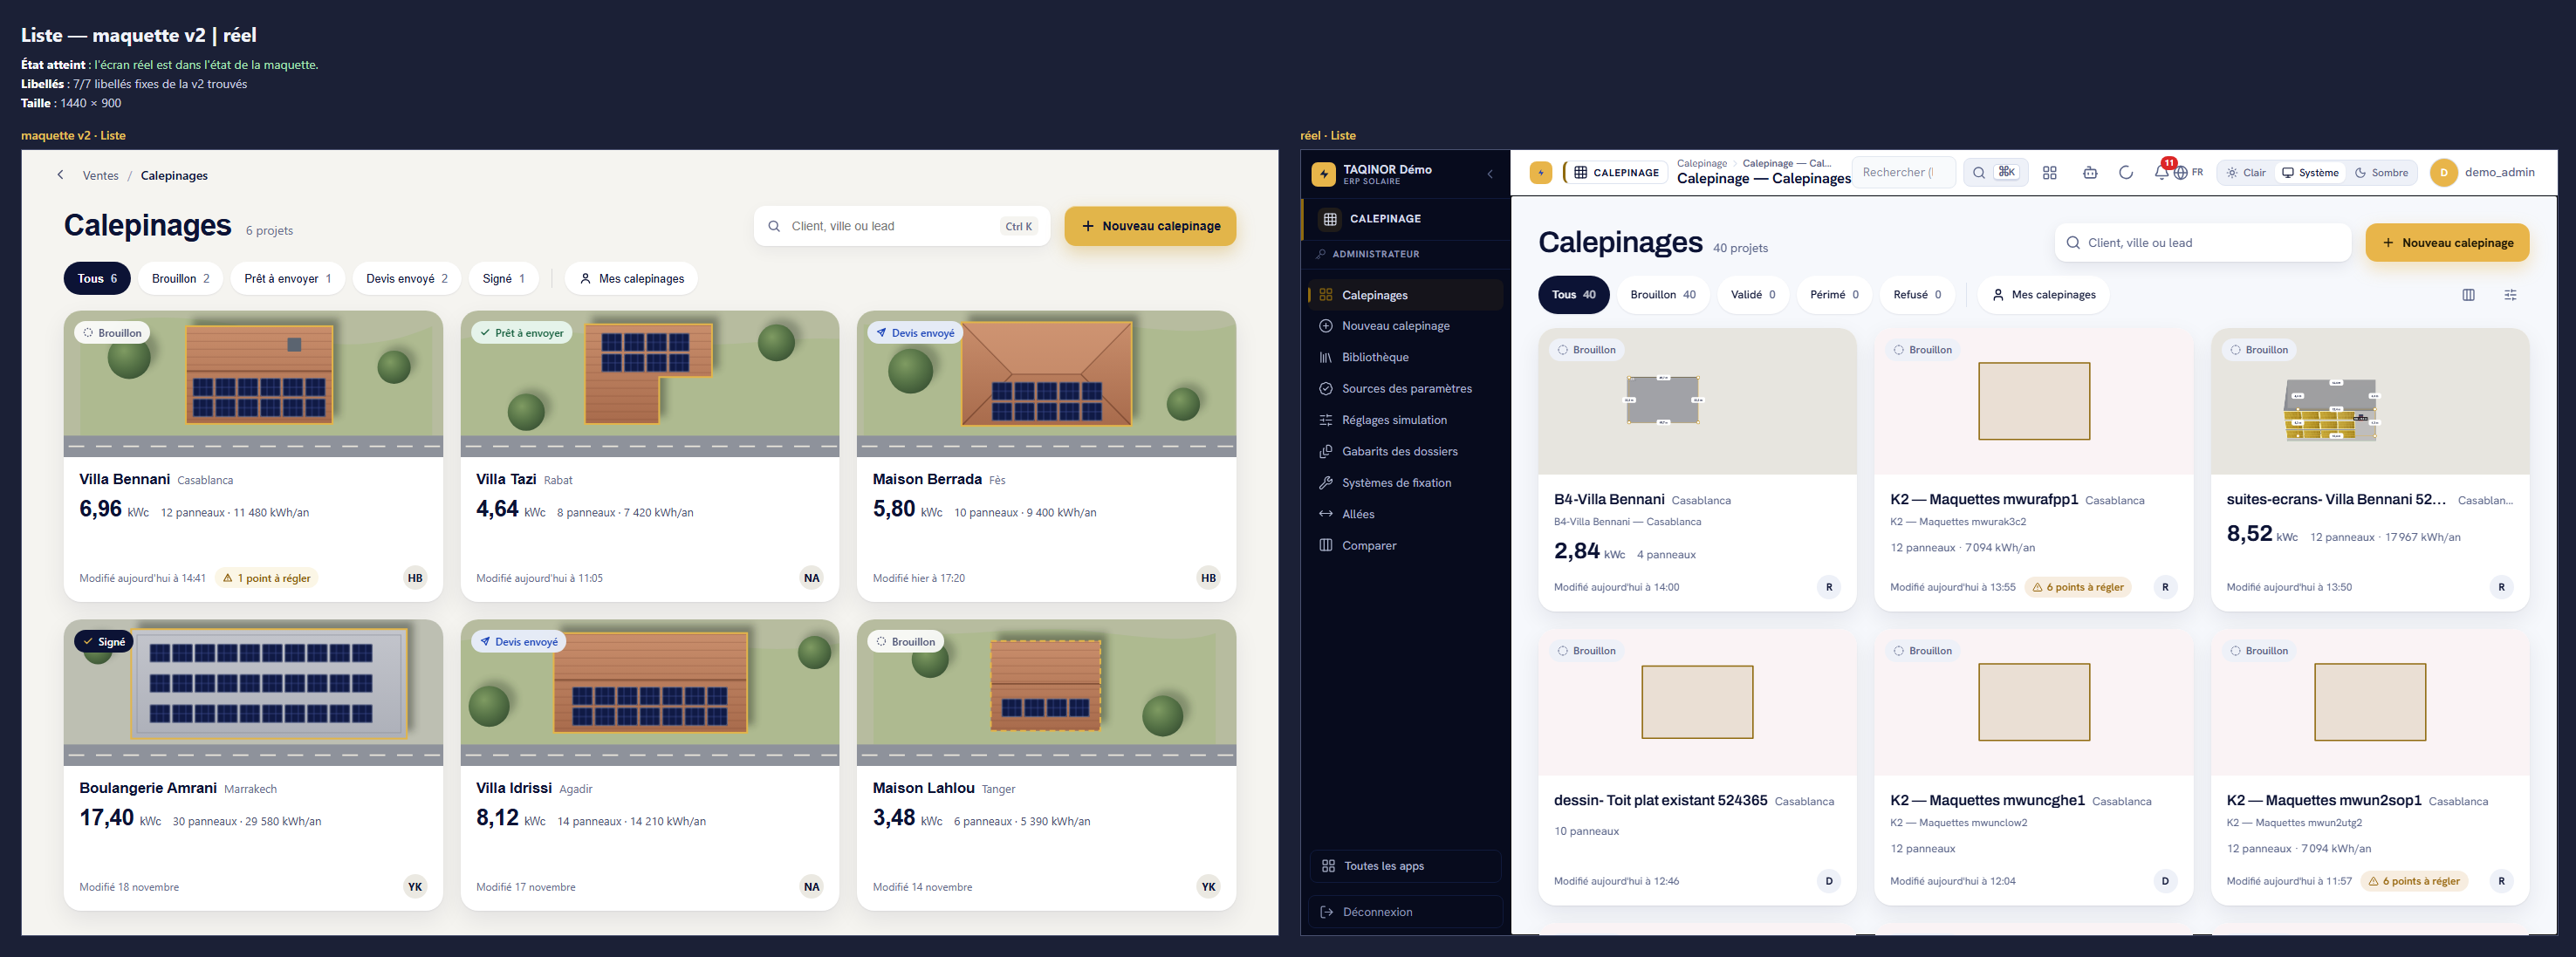 Liste — maquette v2 | réel
État atteint : l'écran réel est dans l'état de la maquette.
Libellés : 7/7 libellés fixes de la v2 trouvés
Taille : 1440 × 900
maquette v2 · Liste
Ventes / Calepinages
Calepinages 6 projets
Client, ville ou lead Ctrl K
Nouveau calepinage
Tous 6
Brouillon 2
Prêt à envoyer 1
Devis envoyé 2
Signé 1
Mes calepinages
Brouillon
Villa Bennani Casablanca
6,96 kWc 12 panneaux · 11 480 kWh/an
Modifié aujourd'hui à 14:41 1 point à régler HB
Prêt à envoyer
Villa Tazi Rabat
4,64 kWc 8 panneaux · 7 420 kWh/an
Modifié aujourd'hui à 11:05 NA
Devis envoyé
Maison Berrada Fès
5,80 kWc 10 panneaux · 9 400 kWh/an
Modifié hier à 17:20 HB
Signé
Boulangerie Amrani Marrakech
17,40 kWc 30 panneaux · 29 580 kWh/an
Modifié 18 novembre YK
Devis envoyé
Villa Idrissi Agadir
8,12 kWc 14 panneaux · 14 210 kWh/an
Modifié 17 novembre NA
Brouillon
Maison Lahlou Tanger
3,48 kWc 6 panneaux · 5 390 kWh/an
Modifié 14 novembre YK
réel · Liste
TAQINOR Démo
ERP SOLAIRE
CALEPINAGE
ADMINISTRATEUR
Calepinages
Nouveau calepinage
Bibliothèque
Sources des paramètres
Réglages simulation
Gabarits des dossiers
Systèmes de fixation
Allées
Comparer
Toutes les apps
Déconnexion
CALEPINAGE
Calepinage > Calepinage — Cal...
Calepinage — Calepinages
Rechercher (
⌘K
11
FR
Clair
Système
Sombre
D demo_admin
Calepinages 40 projets
Client, ville ou lead
Nouveau calepinage
Tous 40
Brouillon 40
Validé 0
Périmé 0
Refusé 0
Mes calepinages
Brouillon
B4-Villa Bennani Casablanca
B4-Villa Bennani — Casablanca
2,84 kWc 4 panneaux
Modifié aujourd'hui à 14:00 R
Brouillon
K2 — Maquettes mwurafpp1 Casablanca
K2 — Maquettes mwurak3c2
12 panneaux · 7 094 kWh/an
Modifié aujourd'hui à 13:55 6 points à régler R
Brouillon
suites-ecrans- Villa Bennani 52... Casablan...
8,52 kWc 12 panneaux · 17 967 kWh/an
Modifié aujourd'hui à 13:50 R
Brouillon
dessin- Toit plat existant 524365 Casablanca
10 panneaux
Modifié aujourd'hui à 12:46 D
Brouillon
K2 — Maquettes mwuncghe1 Casablanca
K2 — Maquettes mwunclow2
12 panneaux
Modifié aujourd'hui à 12:04 D
Brouillon
K2 — Maquettes mwun2sop1 Casablanca
K2 — Maquettes mwun2utg2
12 panneaux · 7 094 kWh/an
Modifié aujourd'hui à 11:57 6 points à régler R